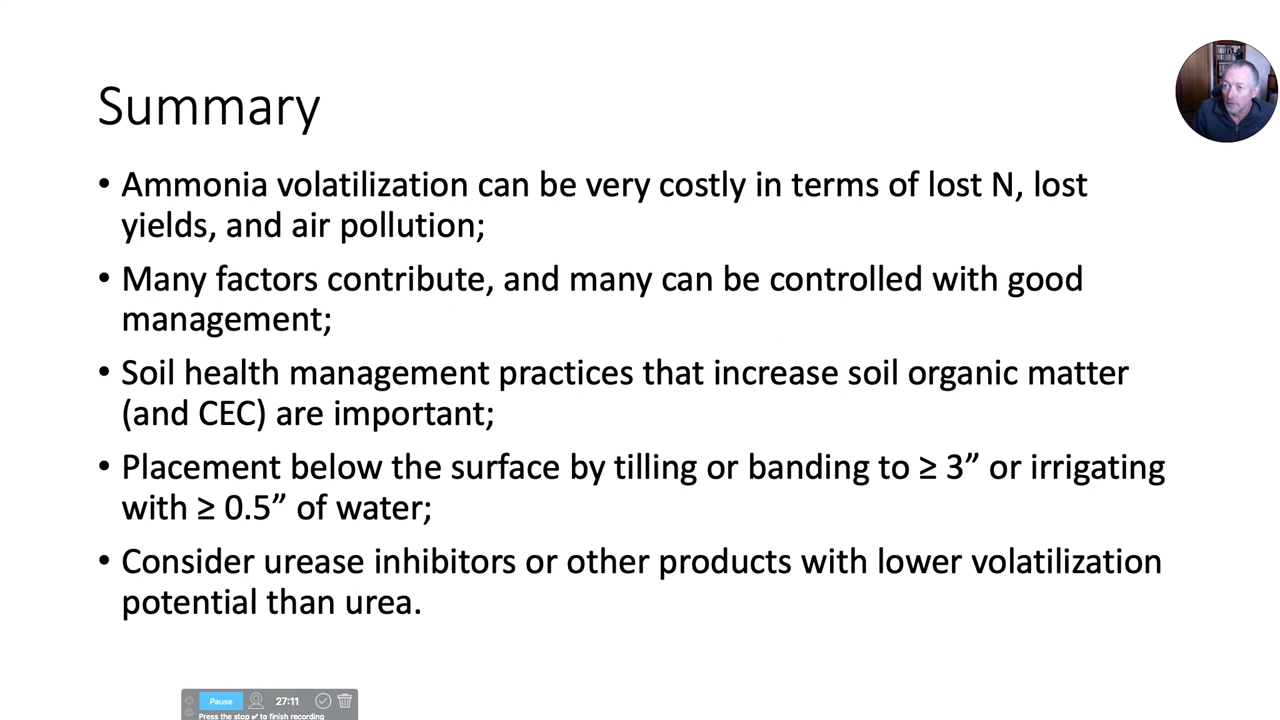 Summary
• Ammonia volatilization can be very costly in terms of lost N, lost
yields, and air pollution;
• Many factors contribute, and many can be controlled with good
management;
• Soil health management practices that increase soil organic matter
(and CEC) are important;
• Placement below the surface by tilling or banding to ≥ 3” or irrigating
with ≥ 0.5” of water;
• Consider urease inhibitors or other products with lower volatilization
potential than urea.
Pause 27:11
Press the stop ✔ to finish recording